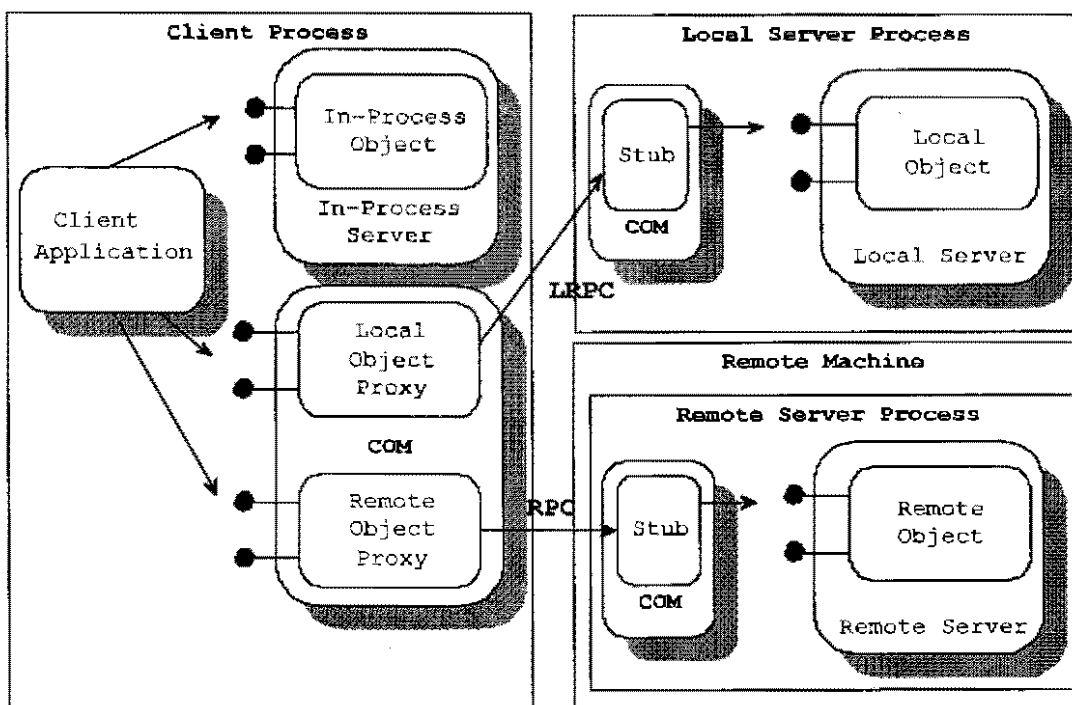 Client Process
In-Process
Object
In-Process
Server
Client
Application
Local
Object
Proxy
COM
Remote
Object
Proxy
LRPC
RPC
Local Server Process
Stub
COM
Local
Object
Local Server
Remote Machine
Remote Server Process
Stub
COM
Remote
Object
Remote Server